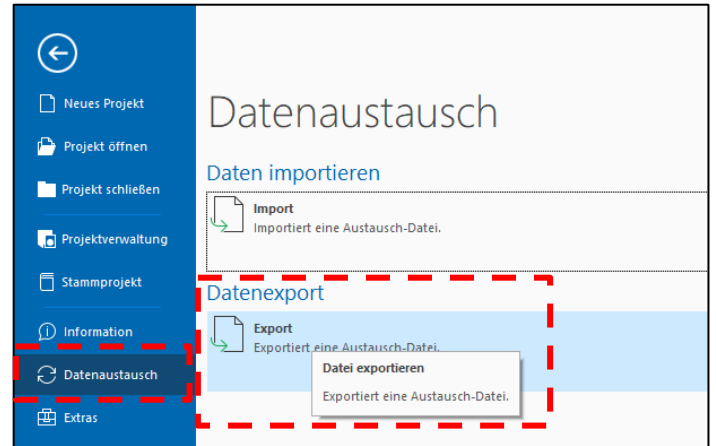 Neues Projekt
Projekt öffnen
Projekt schließen
Projektverwaltung
Stammprojekt
Information
Datenaustausch
Extras
Datenaustausch
Daten importieren
Import
Importiert eine Austausch-Datei.
Datenexport
Export
Exportiert eine Austausch-Datei.
Datei exportieren
Exportiert eine Austausch-Datei.